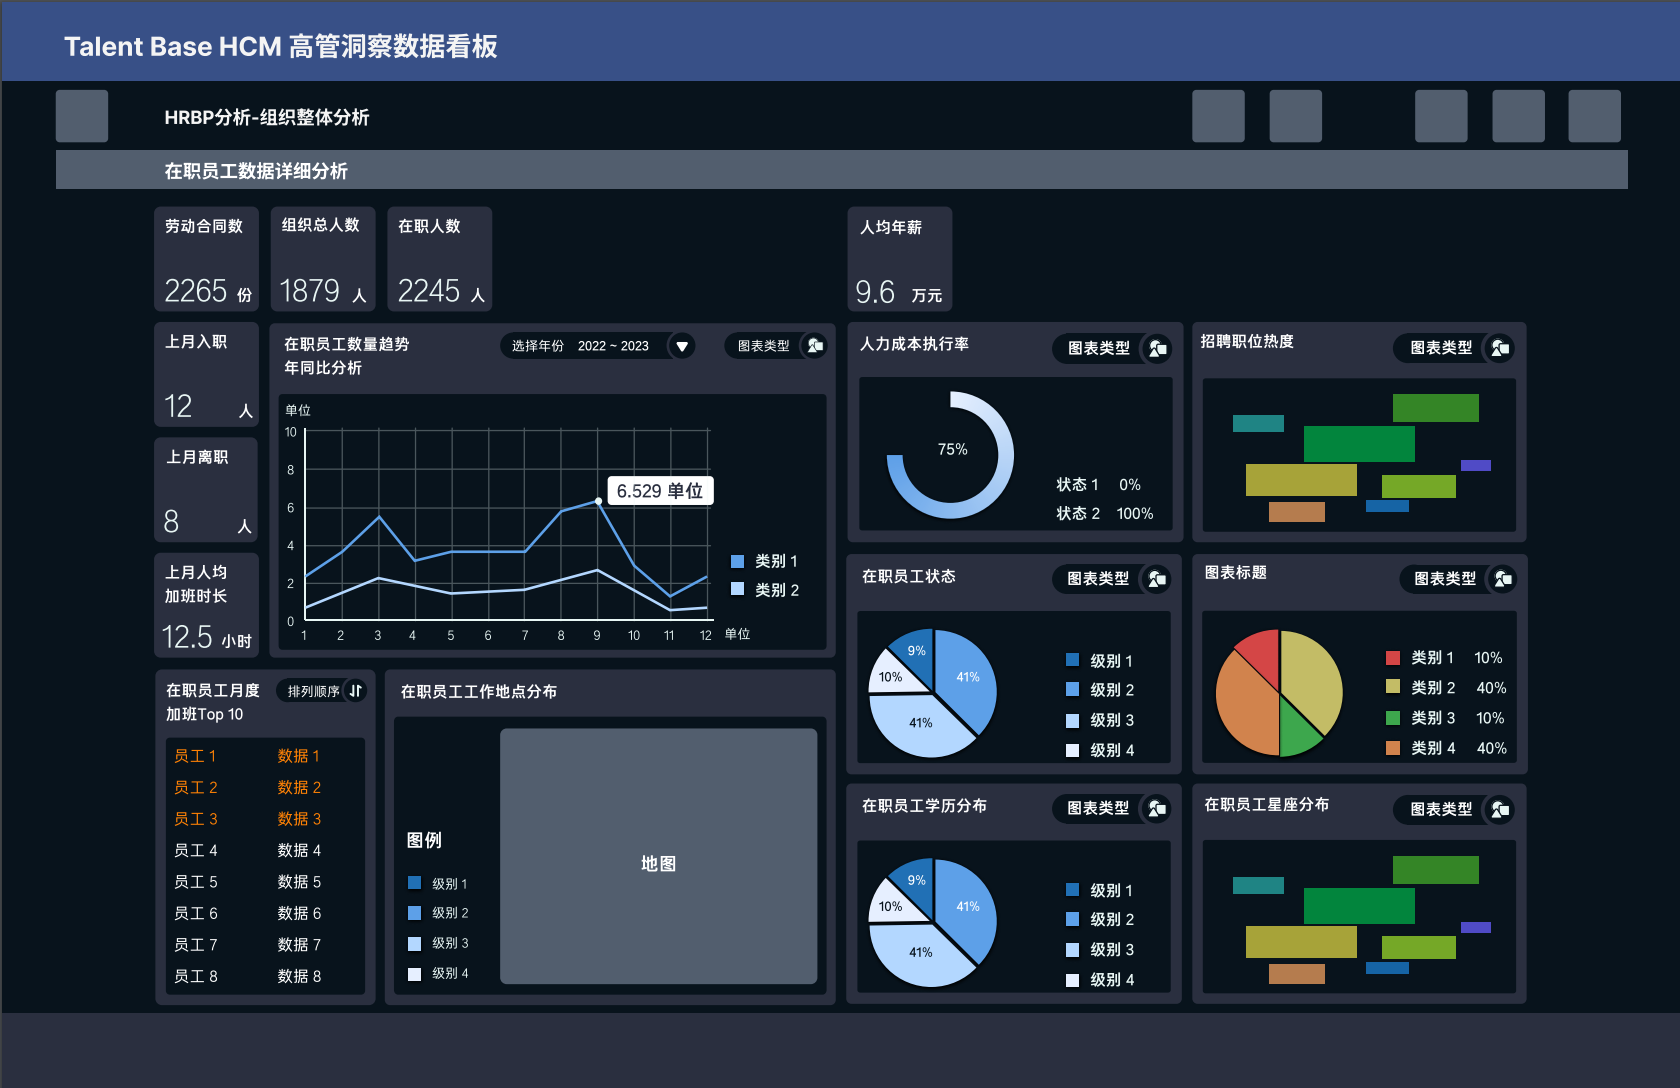 Talent Base HCM 高管洞察数据看板
HRBP分析-组织整体分析
在职员工数据详细分析
劳动合同数
2265 份
组织总人数
1879 人
在职人数
2245 人
人均年薪
9.6 万元
上月入职
12 人
上月离职
8 人
上月人均
加班时长
12.5 小时
在职员工数量趋势
年同比分析
选择年份 2022 ~ 2023
图表类型
单位
10
8
6
4
2
0
1 2 3 4 5 6 7 8 9 10 11 12 单位
6.529 单位
类别 1
类别 2
人力成本执行率
图表类型
75%
状态 1 0%
状态 2 100%
招聘职位热度
图表类型
在职员工状态
图表类型
9%
10%
41%
41%
级别 1
级别 2
级别 3
级别 4
图表标题
图表类型
类别 1 10%
类别 2 40%
类别 3 10%
类别 4 40%
在职员工月度
加班Top 10
排列顺序
员工 1 数据 1
员工 2 数据 2
员工 3 数据 3
员工 4 数据 4
员工 5 数据 5
员工 6 数据 6
员工 7 数据 7
员工 8 数据 8
在职员工工作地点分布
图例
级别 1
级别 2
级别 3
级别 4
地图
在职员工学历分布
图表类型
9%
10%
41%
41%
级别 1
级别 2
级别 3
级别 4
在职员工星座分布
图表类型